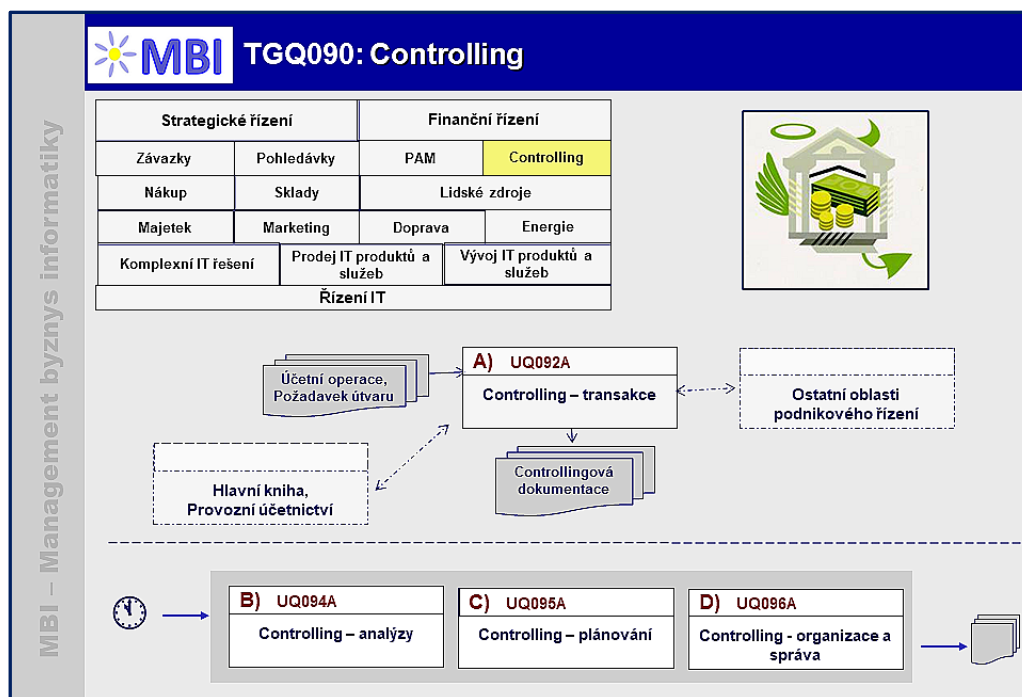 MBI
TGQ090: Controlling
MBI – Management byznys informatiky
Strategické řízení
Finanční řízení
Závazky
Pohledávky
PAM
Controlling
Nákup
Sklady
Lidské zdroje
Majetek
Marketing
Doprava
Energie
Komplexní IT řešení
Prodej IT produktů a
služeb
Vývoj IT produktů a
služeb
Řízení IT
Účetní operace,
Požadavek útvaru
A) UQ092A
Controlling – transakce
Ostatní oblasti
podnikového řízení
Hlavní kniha,
Provozní účetnictví
Controllingová
dokumentace
B) UQ094A
Controlling – analýzy
C) UQ095A
Controlling – plánování
D) UQ096A
Controlling - organizace a
správa